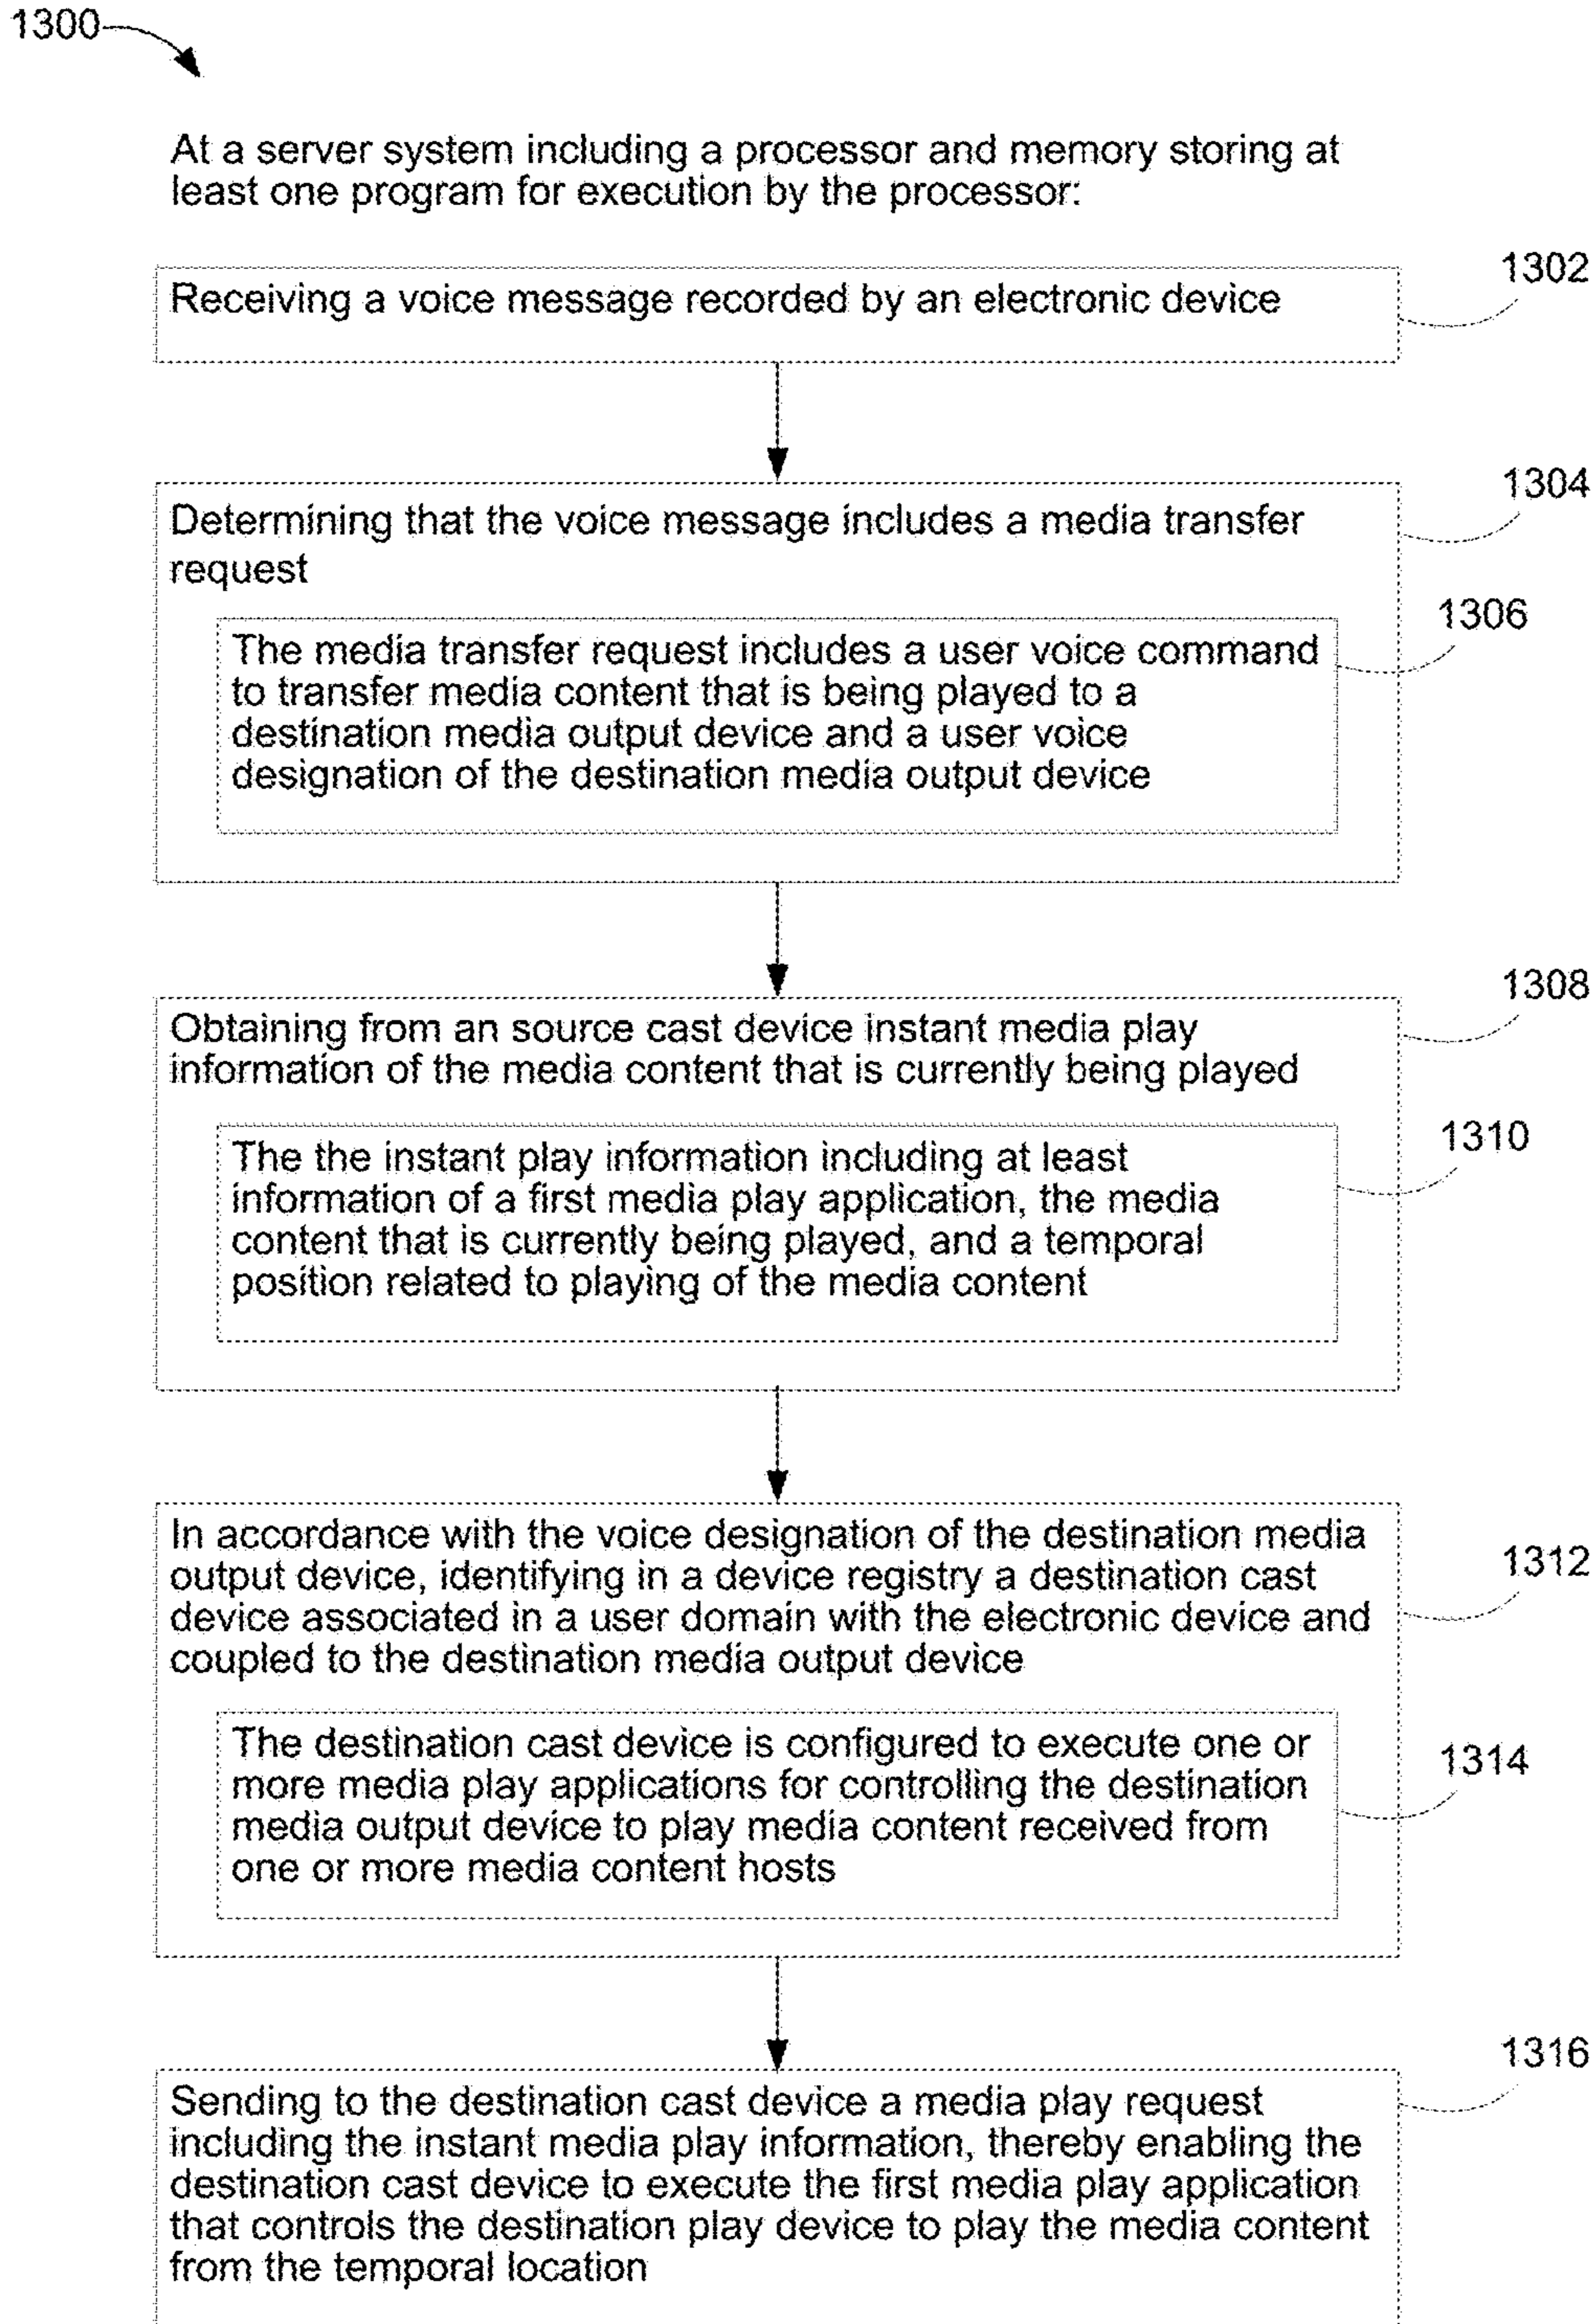 1300
At a server system including a processor and memory storing at
least one program for execution by the processor:
1302
Receiving a voice message recorded by an electronic device
1304
Determining that the voice message includes a media transfer
request
1306
The media transfer request includes a user voice command
to transfer media content that is being played to a
destination media output device and a user voice
designation of the destination media output device
1308
Obtaining from an source cast device instant media play
information of the media content that is currently being played
1310
The the instant play information including at least
information of a first media play application, the media
content that is currently being played, and a temporal
position related to playing of the media content
In accordance with the voice designation of the destination media
1312
output device, identifying in a device registry a destination cast
device associated in a user domain with the electronic device and
coupled to the destination media output device
The destination cast device is configured to execute one or
1314
more media play applications for controlling the destination
media output device to play media content received from
one or more media content hosts
1316
Sending to the destination cast device a media play request
including the instant media play information, thereby enabling the
destination cast device to execute the first media play application
that controls the destination play device to play the media content
from the temporal location